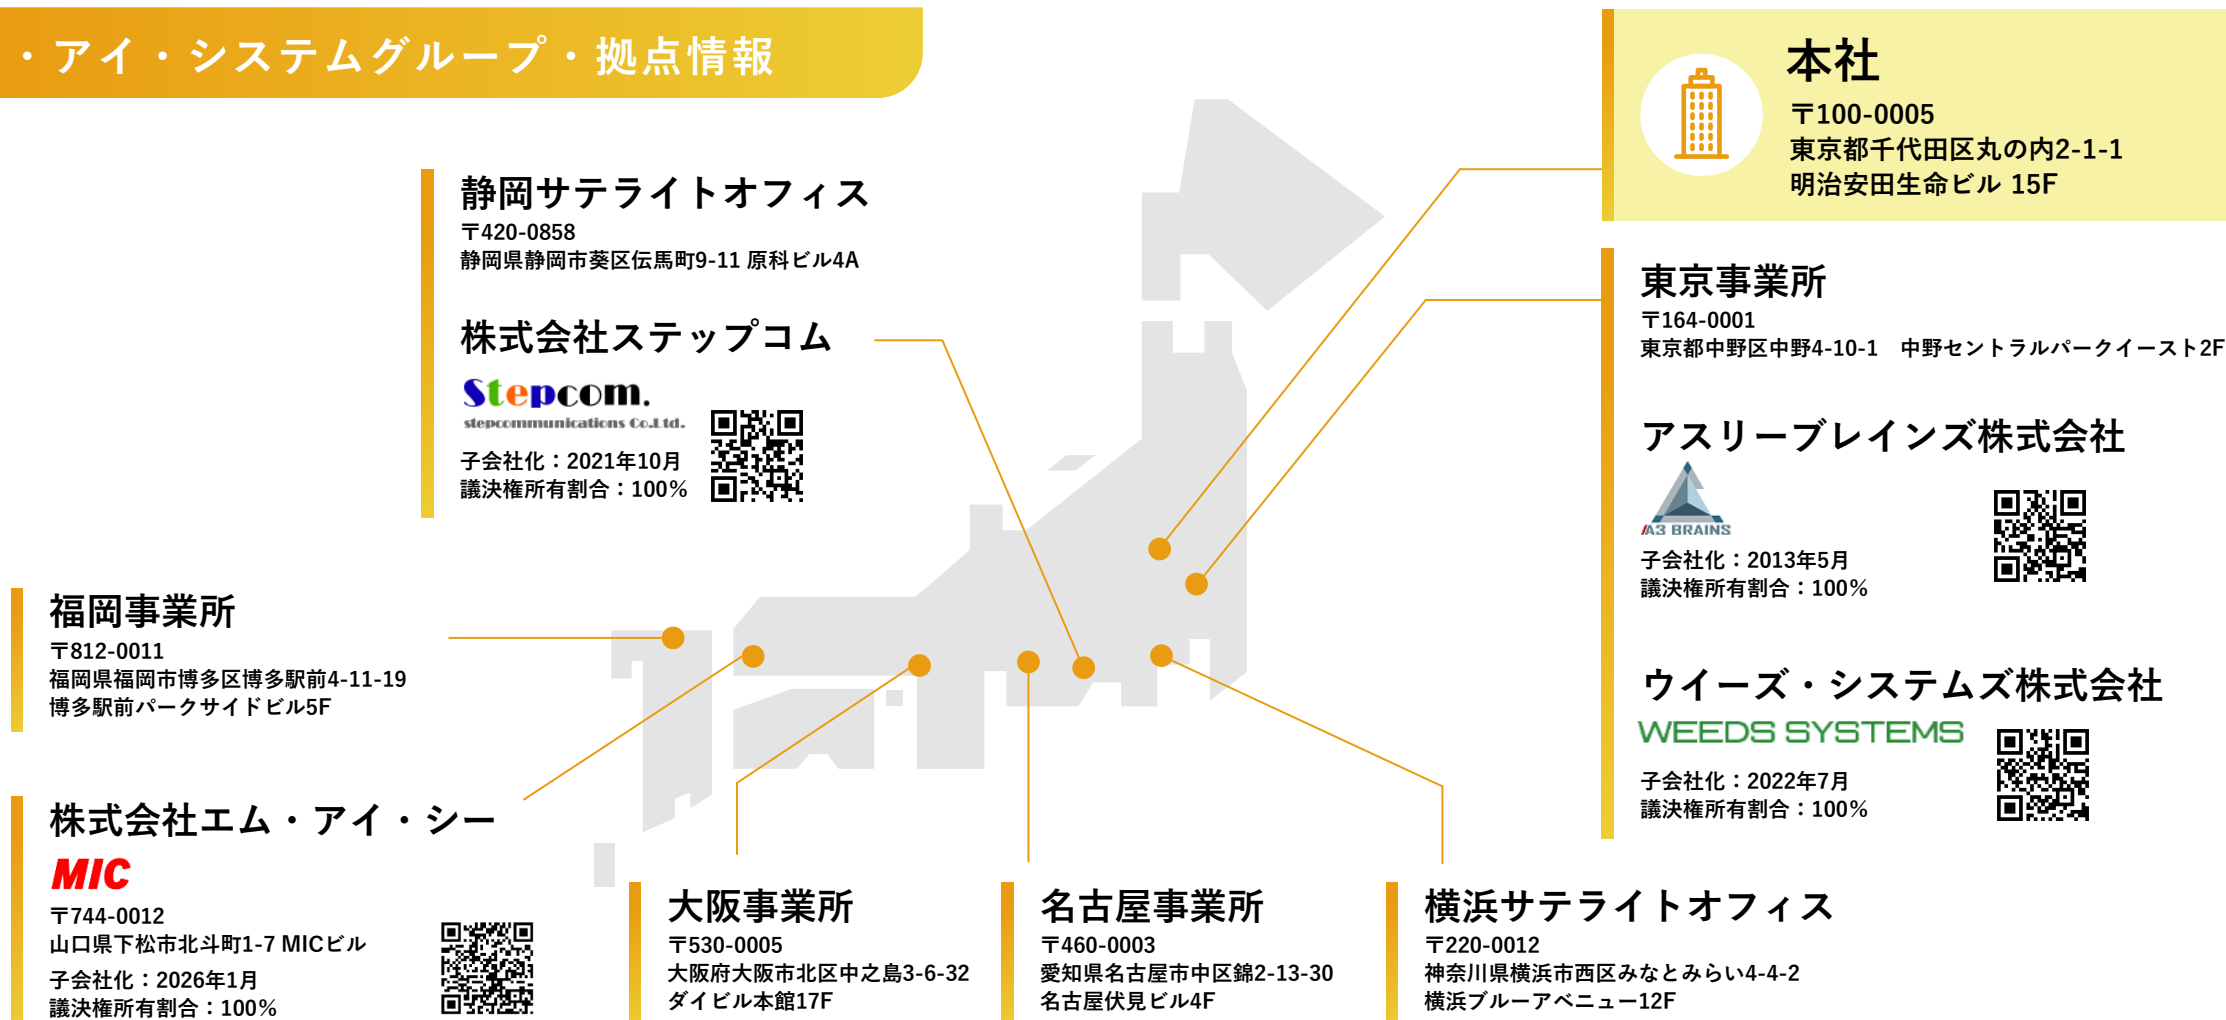 ・アイ・システムグループ・拠点情報
本社
〒100-0005
東京都千代田区丸の内2-1-1
明治安田生命ビル 15F
静岡サテライトオフィス
〒420-0858
静岡県静岡市葵区伝馬町9-11 原科ビル4A
株式会社ステップコム
Stepcom.
stepcommunications Co.Ltd.
子会社化：2021年10月
議決権所有割合：100%
東京事業所
〒164-0001
東京都中野区中野4-10-1　中野セントラルパークイースト2F
アスリーブレインズ株式会社
A3 BRAINS
子会社化：2013年5月
議決権所有割合：100%
ウイーズ・システムズ株式会社
WEEDS SYSTEMS
子会社化：2022年7月
議決権所有割合：100%
福岡事業所
〒812-0011
福岡県福岡市博多区博多駅前4-11-19
博多駅前パークサイドビル5F
株式会社エム・アイ・シー
MIC
〒744-0012
山口県下松市北斗町1-7 MICビル
子会社化：2026年1月
議決権所有割合：100%
大阪事業所
〒530-0005
大阪府大阪市北区中之島3-6-32
ダイビル本館17F
名古屋事業所
〒460-0003
愛知県名古屋市中区錦2-13-30
名古屋伏見ビル4F
横浜サテライトオフィス
〒220-0012
神奈川県横浜市西区みなとみらい4-4-2
横浜ブルーアベニュー12F